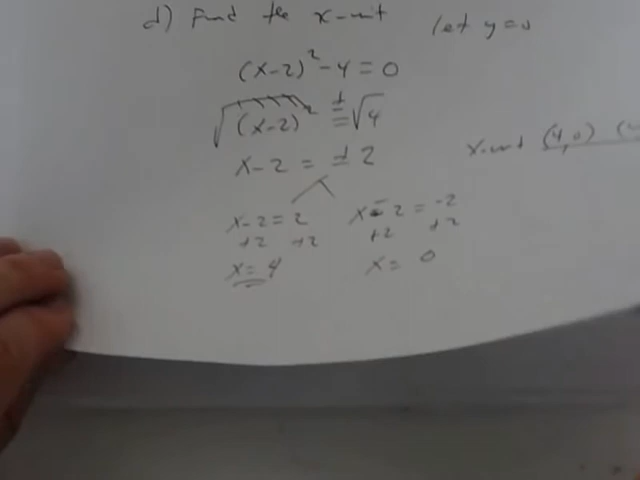 d) Find the x-int let y=0
(x-2)² - 4 = 0
√(x-2)² = ±√4
x-2 = ±2
x-2 = 2 x-2 = -2
+2 +2 +2 +2
x = 4 x = 0
x-int (4,0)